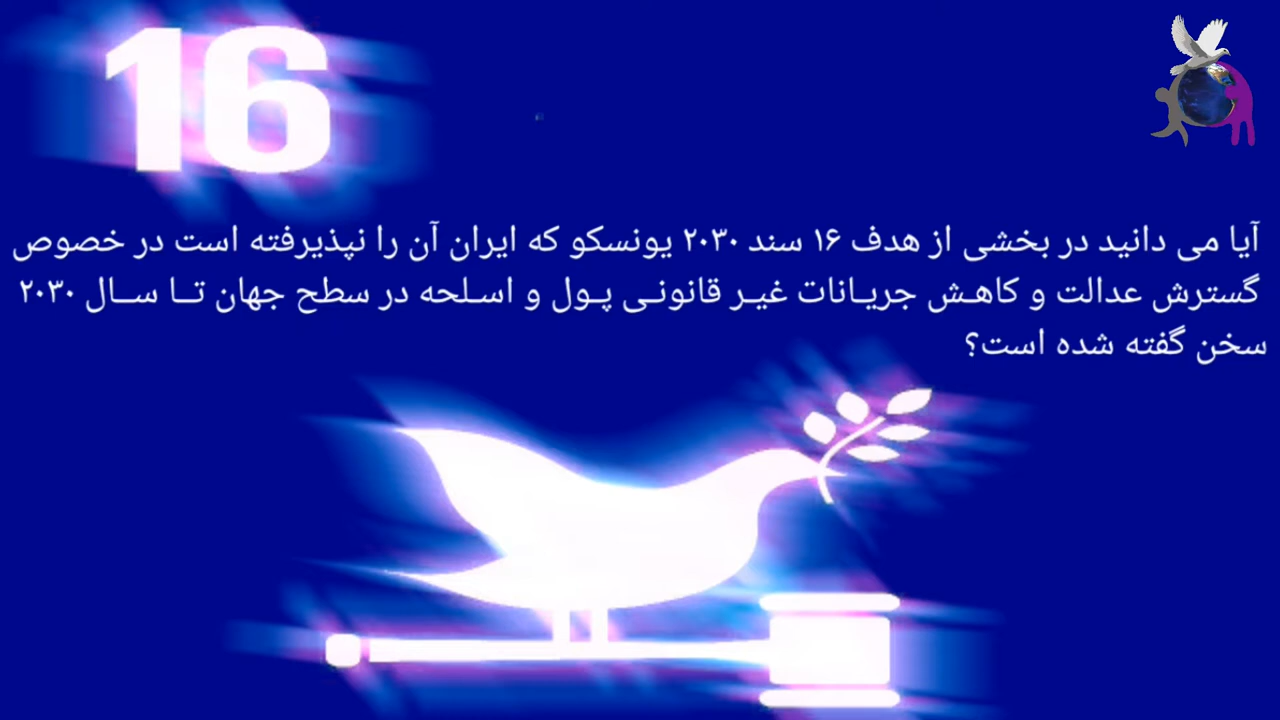 16
آیا می دانید در بخشی از هدف ۱۶ سند ۲۰۳۰ یونسکو که ایران آن را نپذیرفته است در خصوص
گسترش عدالت و کاهش جریانات غیر قانونی پول و اسلحه در سطح جهان تا سال ۲۰۳۰
سخن گفته شده است؟